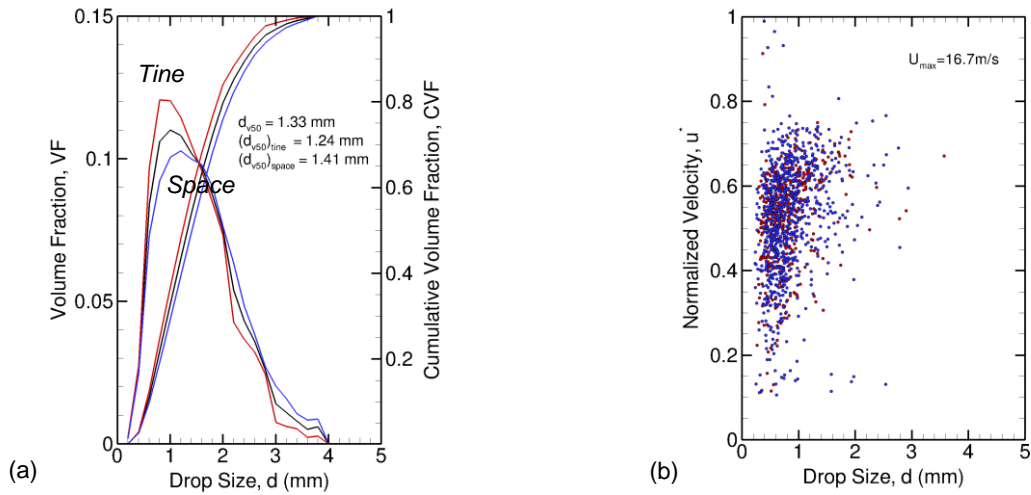 0.15
0.1
0.05
0
Volume Fraction, VF
Tine
Space
d_v50 = 1.33 mm
(d_v50)_tine = 1.24 mm
(d_v50)_space = 1.41 mm
1
0.8
0.6
0.4
0.2
Cumulative Volume Fraction, CVF
0 1 2 3 4 5
Drop Size, d (mm)
(a)
1
0.8
0.6
0.4
0.2
0
Normalized Velocity, u*
U_max=16.7m/s
0 1 2 3 4 5
Drop Size, d (mm)
(b)